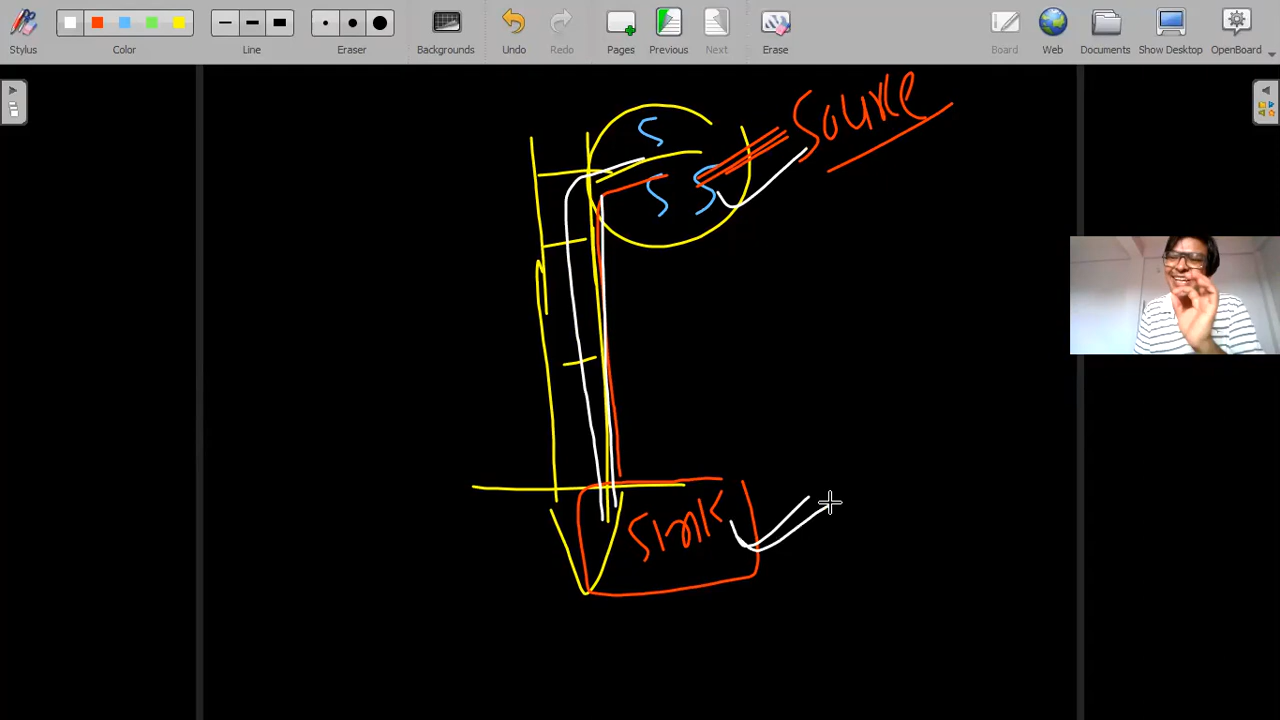 Stylus
Color
Line
Eraser
Backgrounds
Undo
Redo
Pages
Previous
Next
Erase
Board
Web
Documents
Show Desktop
OpenBoard
Source
S
S S
Sink